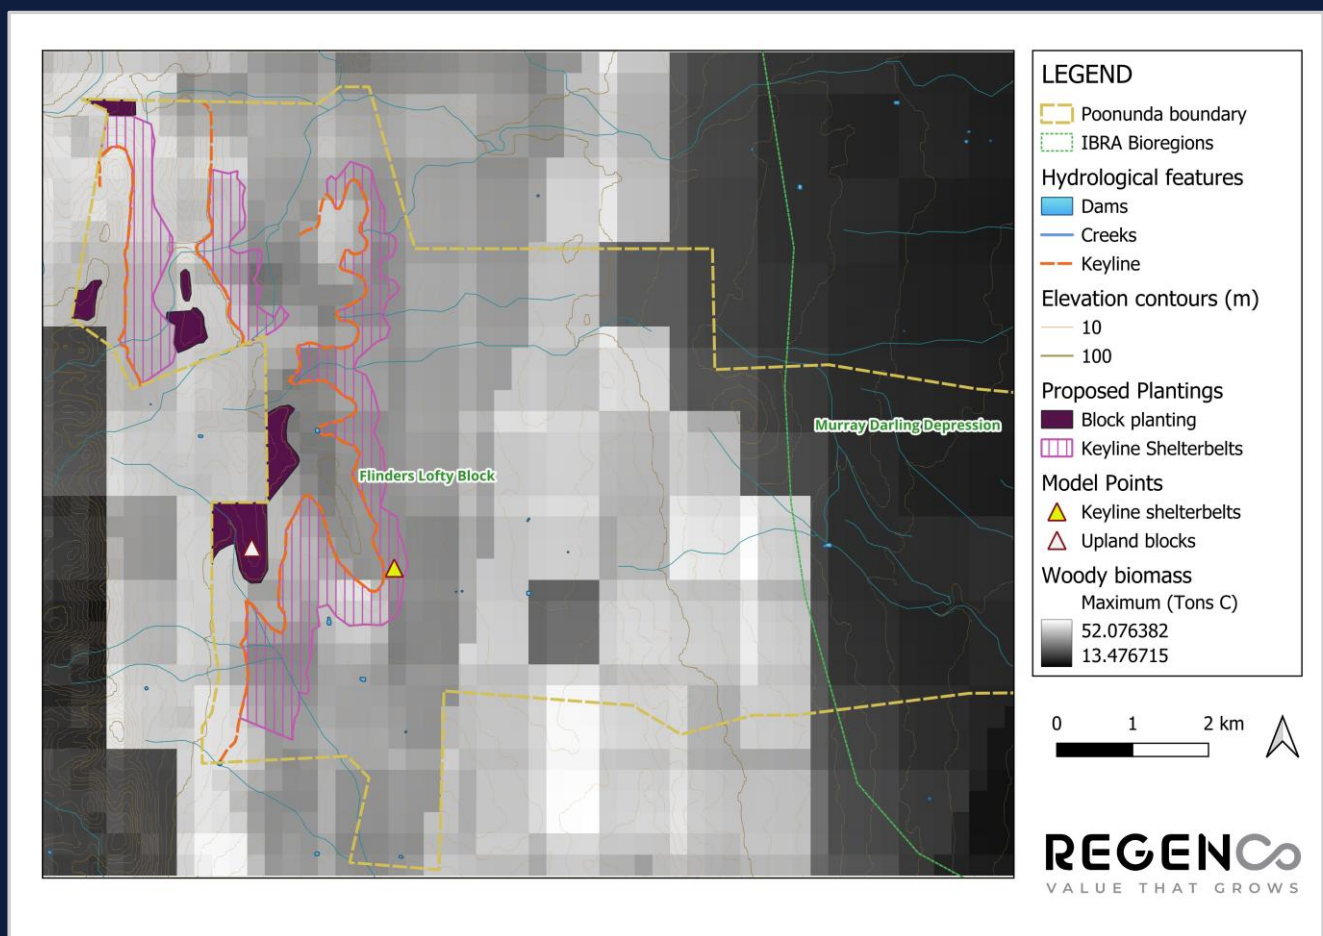 Flinders Lofty Block
Murray Darling Depression
LEGEND
Poonunda boundary
IBRA Bioregions
Hydrological features
Dams
Creeks
Keyline
Elevation contours (m)
10
100
Proposed Plantings
Block planting
Keyline Shelterbelts
Model Points
Keyline shelterbelts
Upland blocks
Woody biomass
Maximum (Tons C)
52.076382
13.476715
0 1 2 km
REGENCo
VALUE THAT GROWS